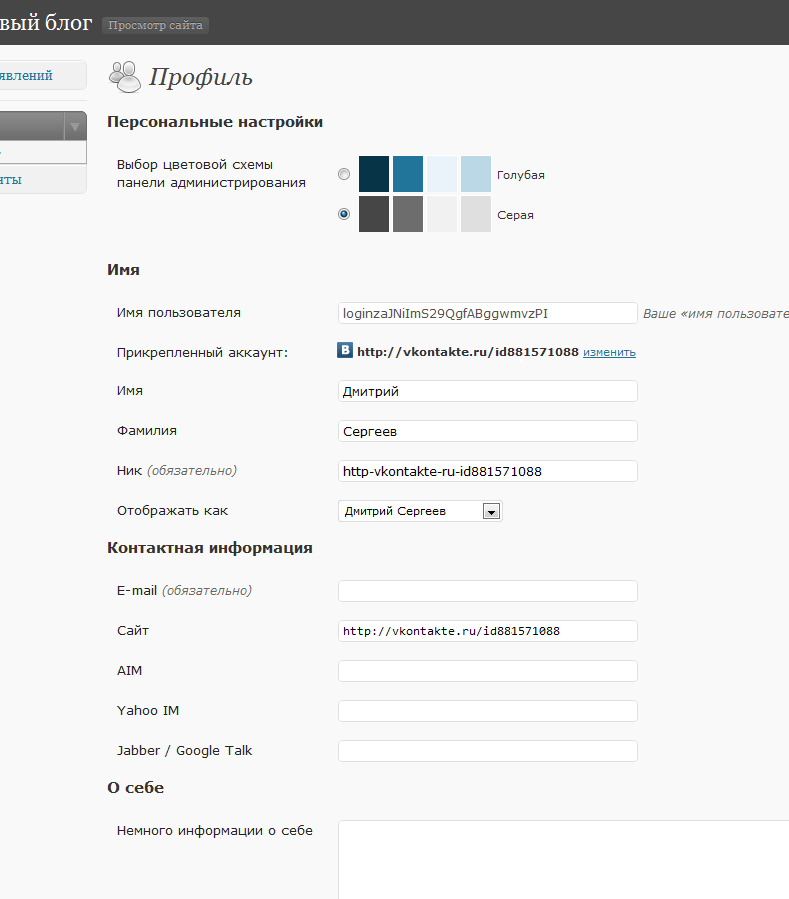 вый блог Просмотр сайта
явлений
Профиль
Персональные настройки
нты
Выбор цветовой схемы
панели администрирования
Голубая
Серая
Имя
Имя пользователя loginzaJNiImS29QgfABggwmvzPI Ваше «имя пользовате
Прикрепленный аккаунт: В http://vkontakte.ru/id881571088 изменить
Имя Дмитрий
Фамилия Сергеев
Ник (обязательно) http-vkontakte-ru-id881571088
Отображать как Дмитрий Сергеев
Контактная информация
E-mail (обязательно)
Сайт http://vkontakte.ru/id881571088
AIM
Yahoo IM
Jabber / Google Talk
О себе
Немного информации о себе